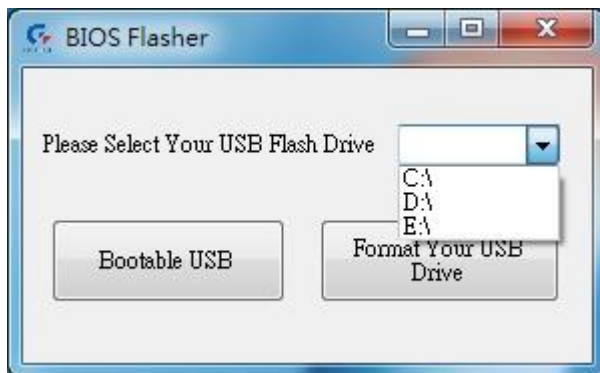 BIOS Flasher
Please Select Your USB Flash Drive
C:\
D:\
E:\
Bootable USB
Format Your USB
Drive